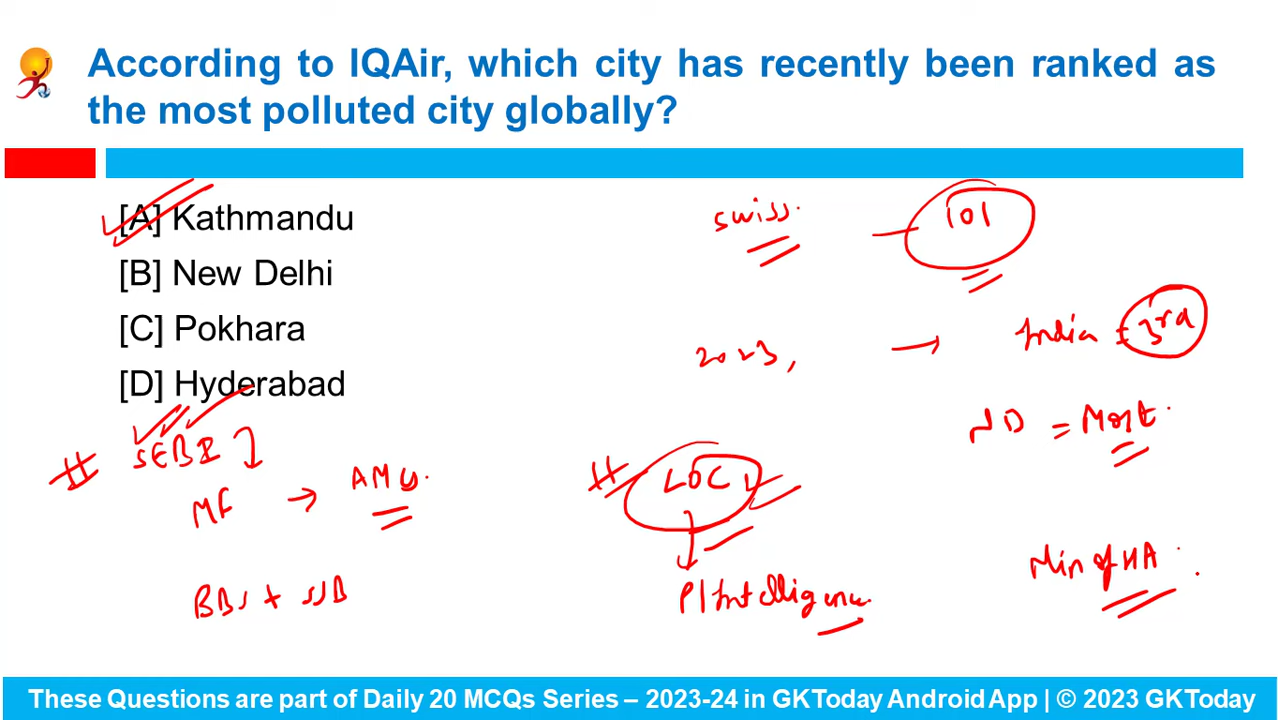 According to IQAir, which city has recently been ranked as
the most polluted city globally?
[A] Kathmandu
[B] New Delhi
[C] Pokhara
[D] Hyderabad
swiss.
101
2023,
India = 3rd
ND = Most
SEBI
MF → AMU
Min of HA
These Questions are part of Daily 20 MCQs Series – 2023-24 in GKToday Android App | © 2023 GKToday